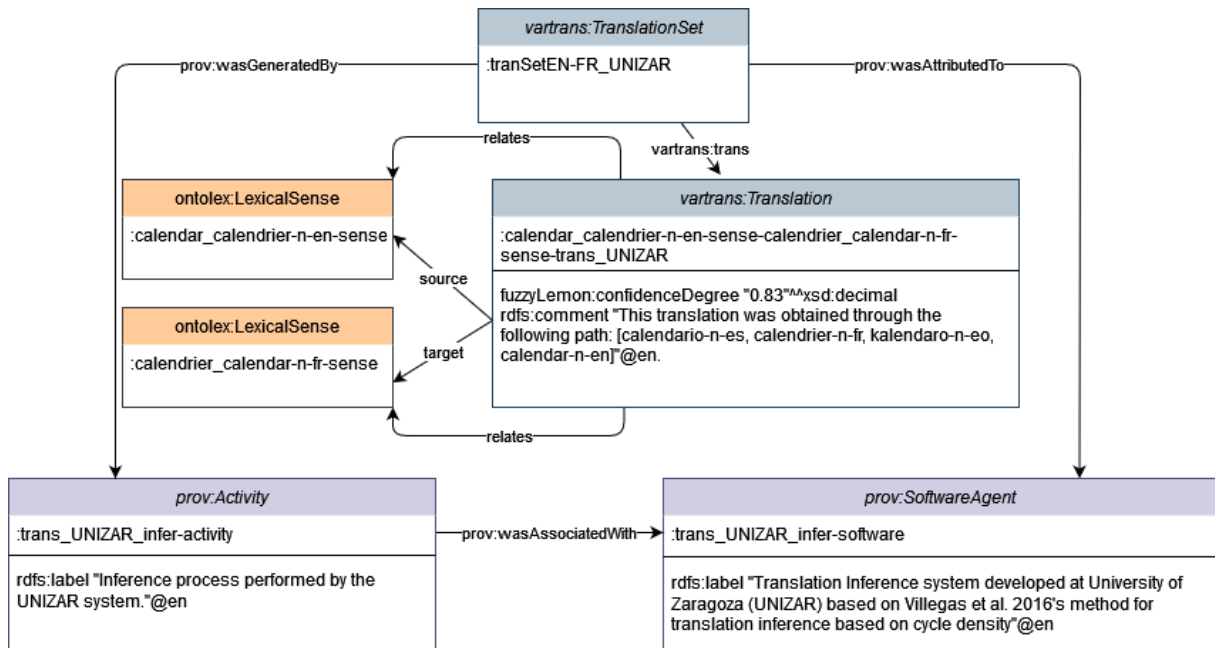 vartrans:TranslationSet
:tranSetEN-FR_UNIZAR
prov:wasGeneratedBy
prov:wasAttributedTo
relates
vartrans:trans
ontolex:LexicalSense
:calendar_calendrier-n-en-sense
vartrans:Translation
:calendar_calendrier-n-en-sense-calendrier_calendar-n-fr-
sense-trans_UNIZAR
source
fuzzyLemon:confidenceDegree "0.83"^^xsd:decimal
rdfs:comment "This translation was obtained through the
following path: [calendario-n-es, calendrier-n-fr, kalendaro-n-eo,
calendar-n-en]"@en.
ontolex:LexicalSense
:calendrier_calendar-n-fr-sense
target
relates
prov:Activity
:trans_UNIZAR_infer-activity
rdfs:label "Inference process performed by the
UNIZAR system."@en
prov:wasAssociatedWith
prov:SoftwareAgent
:trans_UNIZAR_infer-software
rdfs:label "Translation Inference system developed at University of
Zaragoza (UNIZAR) based on Villegas et al. 2016's method for
translation inference based on cycle density"@en